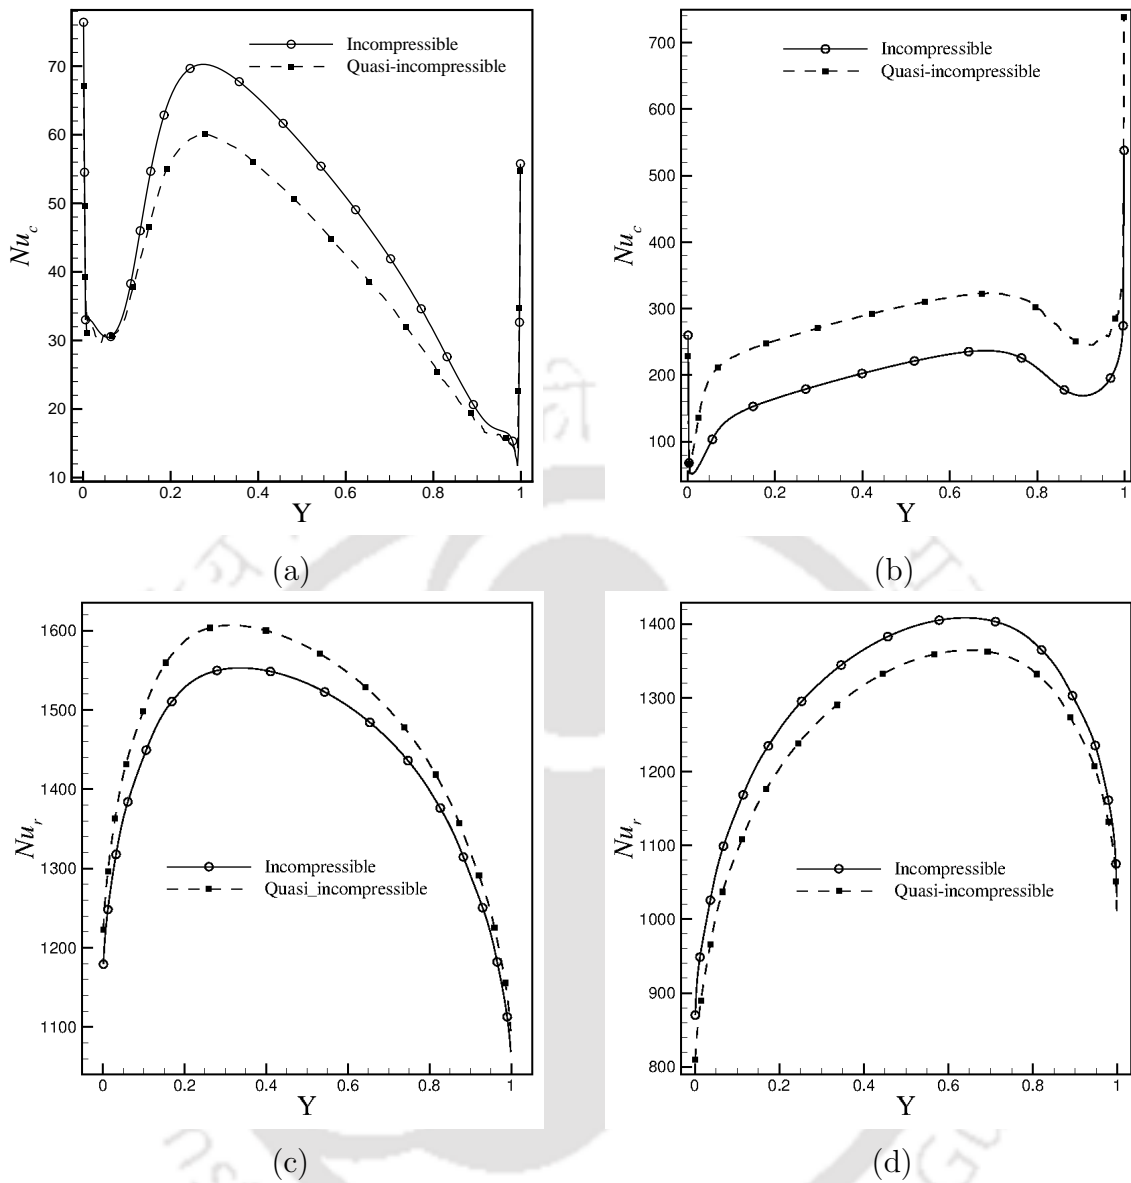 Incompressible
Quasi-incompressible
70
60
50
40
30
20
10
Nu_c
0 0.2 0.4 0.6 0.8 1
Y
(a)
Incompressible
Quasi-incompressible
700
600
500
400
300
200
100
Nu_c
0 0.2 0.4 0.6 0.8 1
Y
(b)
1600
1500
1400
1300
1200
1100
Nu_r
Incompressible
Quasi_incompressible
0 0.2 0.4 0.6 0.8 1
Y
(c)
1400
1300
1200
1100
1000
900
800
Nu_r
Incompressible
Quasi-incompressible
0 0.2 0.4 0.6 0.8 1
Y
(d)